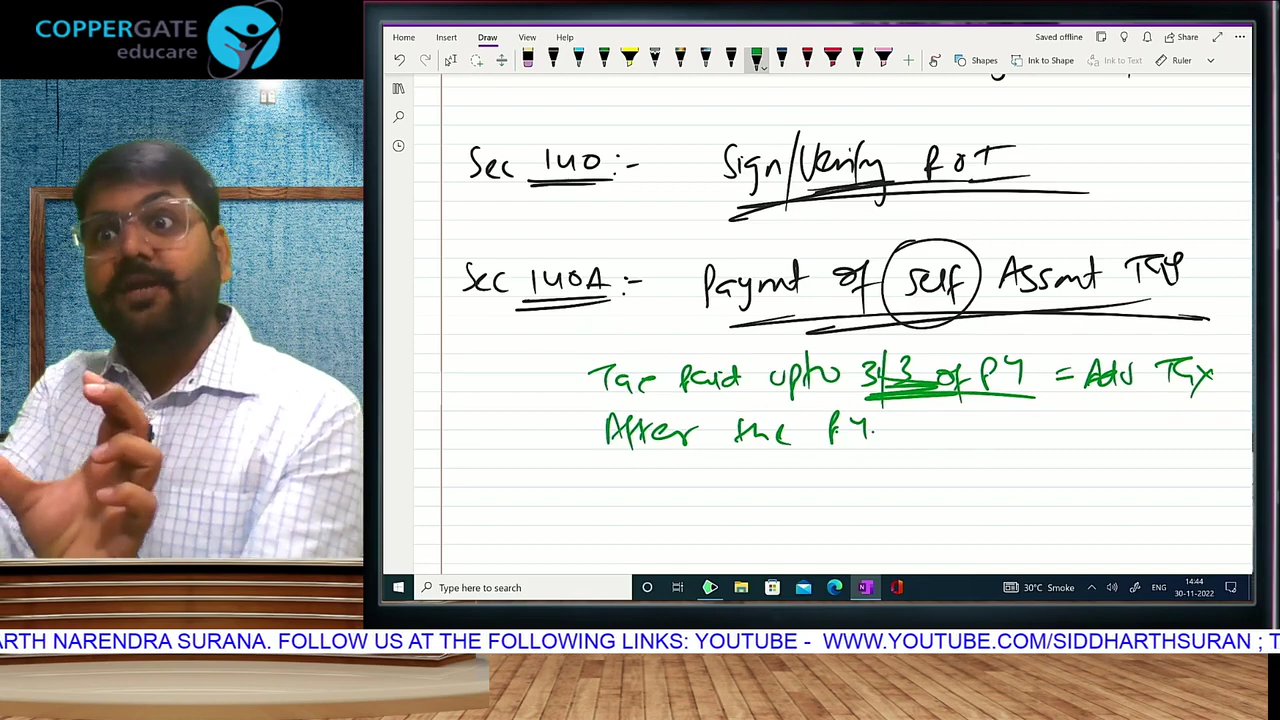 COPPERGATE
educare
Home Insert Draw View Help
Saved offline
Share
Shapes
Ink to Shape
Ink to Text
Ruler
Sec 140:- Sign/Verify ROI
Sec 140A:- Paymt of self Assmt Tax
Tax paid upto 31/3 of PY = Adv Tax
After the P.Y.
Type here to search
30°C Smoke
ENG
14:44
30-11-2022
ARTH NARENDRA SURANA. FOLLOW US AT THE FOLLOWING LINKS: YOUTUBE - WWW.YOUTUBE.COM/SIDDHARTHSURAN ; T